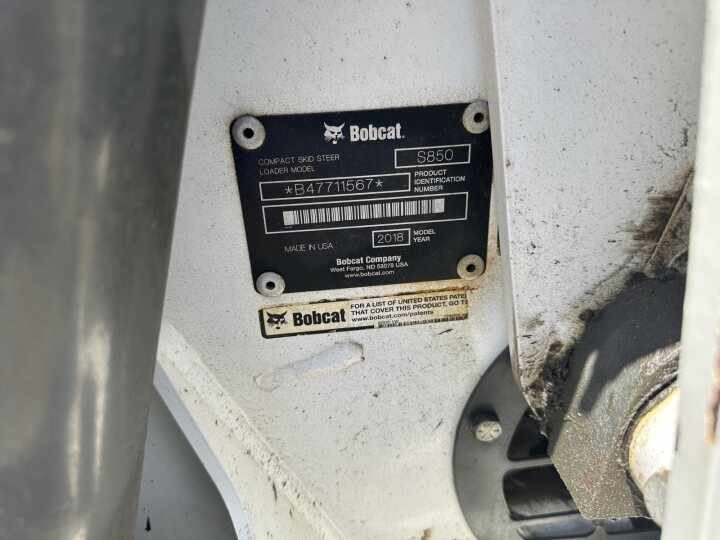 Bobcat.
COMPACT SKID STEER
LOADER MODEL
S850
*B47711567*
PRODUCT
IDENTIFICATION
NUMBER
MADE IN USA
2018
MODEL
YEAR
Bobcat Company
West Fargo, ND 58078 USA
www.bobcat.com
Bobcat
FOR A LIST OF UNITED STATES PATE
THAT COVER THIS PRODUCT, GO T
www.bobcat.com/patents